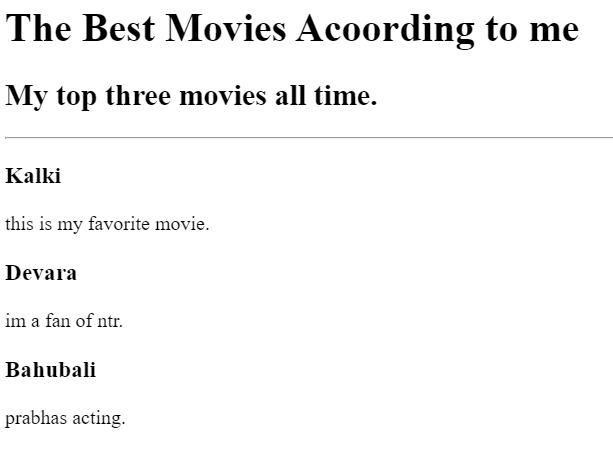 The Best Movies Acoording to me
My top three movies all time.
Kalki
this is my favorite movie.
Devara
im a fan of ntr.
Bahubali
prabhas acting.